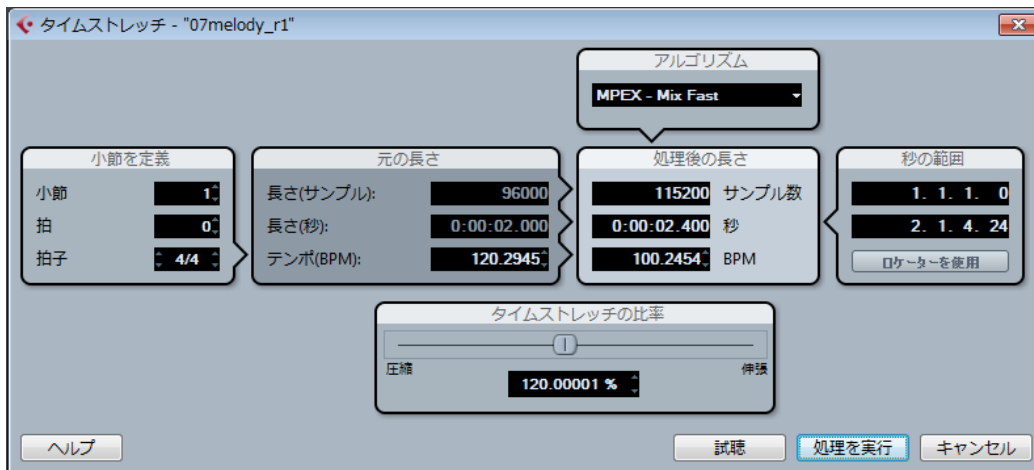 タイムストレッチ - "07melody_r1"
アルゴリズム
MPEX - Mix Fast
小節を定義
小節 1
拍 0
拍子 4/4
元の長さ
長さ(サンプル): 96000
長さ(秒): 0:00:02.000
テンポ(BPM): 120.2945
処理後の長さ
115200 サンプル数
0:00:02.400 秒
100.2454 BPM
秒の範囲
1. 1. 1. 0
2. 1. 4. 24
ロケーターを使用
タイムストレッチの比率
圧縮 伸張
120.00001 %
ヘルプ 試聴 処理を実行 キャンセル